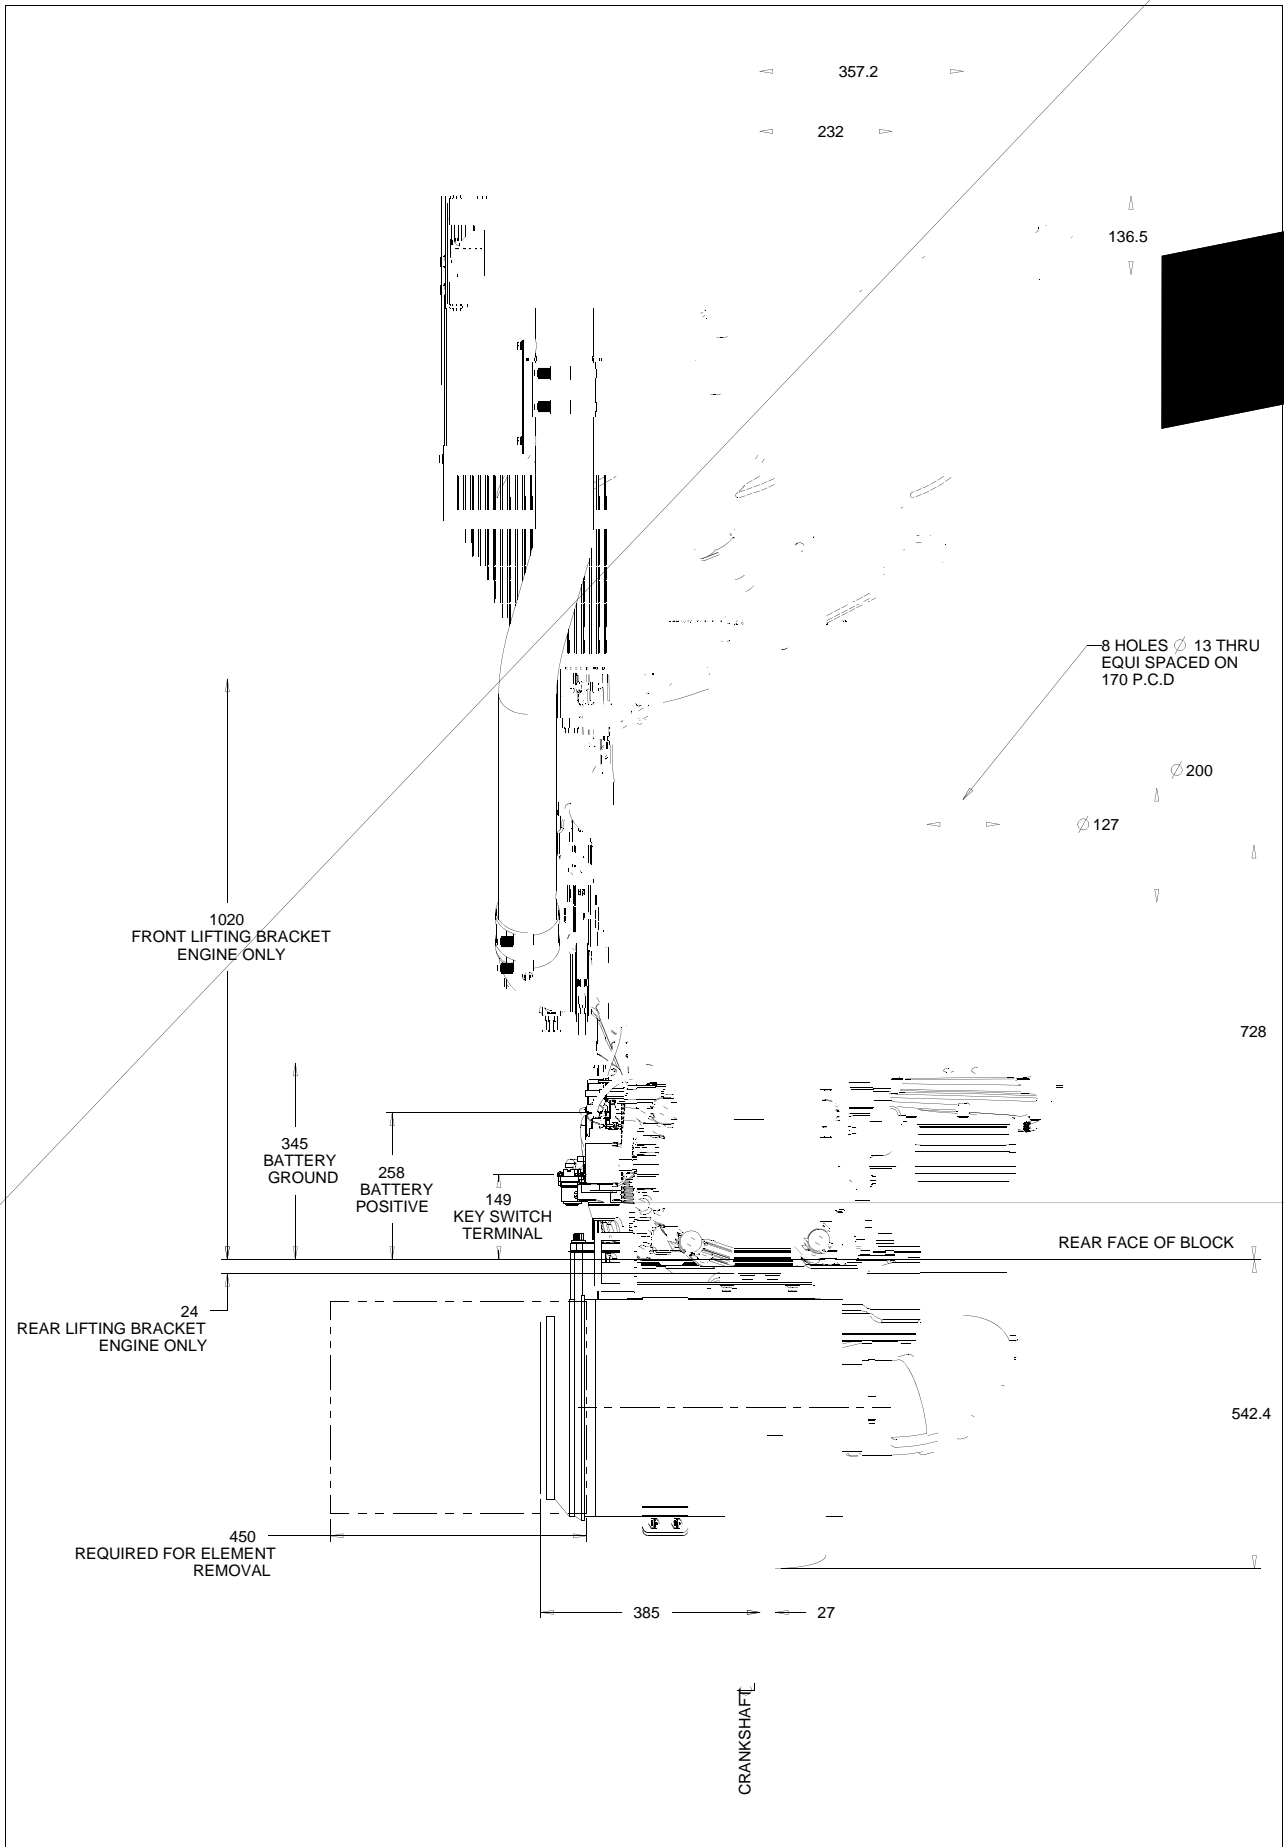 357.2
232
136.5
8 HOLES ∅ 13 THRU
EQUI SPACED ON
170 P.C.D
∅ 200
∅ 127
1020
FRONT LIFTING BRACKET
ENGINE ONLY
728
345
BATTERY
GROUND
258
BATTERY
POSITIVE
149
KEY SWITCH
TERMINAL
REAR FACE OF BLOCK
24
REAR LIFTING BRACKET
ENGINE ONLY
542.4
450
REQUIRED FOR ELEMENT
REMOVAL
385
27
CRANKSHAFT